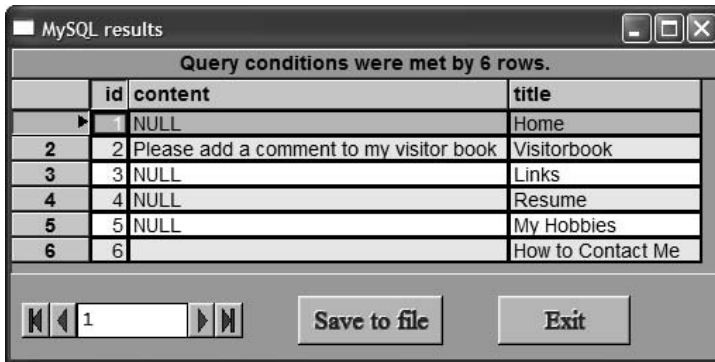 MySQL results
Query conditions were met by 6 rows.
id content title
1 NULL Home
2 2 Please add a comment to my visitor book Visitorbook
3 3 NULL Links
4 4 NULL Resume
5 5 NULL My Hobbies
6 6 How to Contact Me
1 Save to file Exit